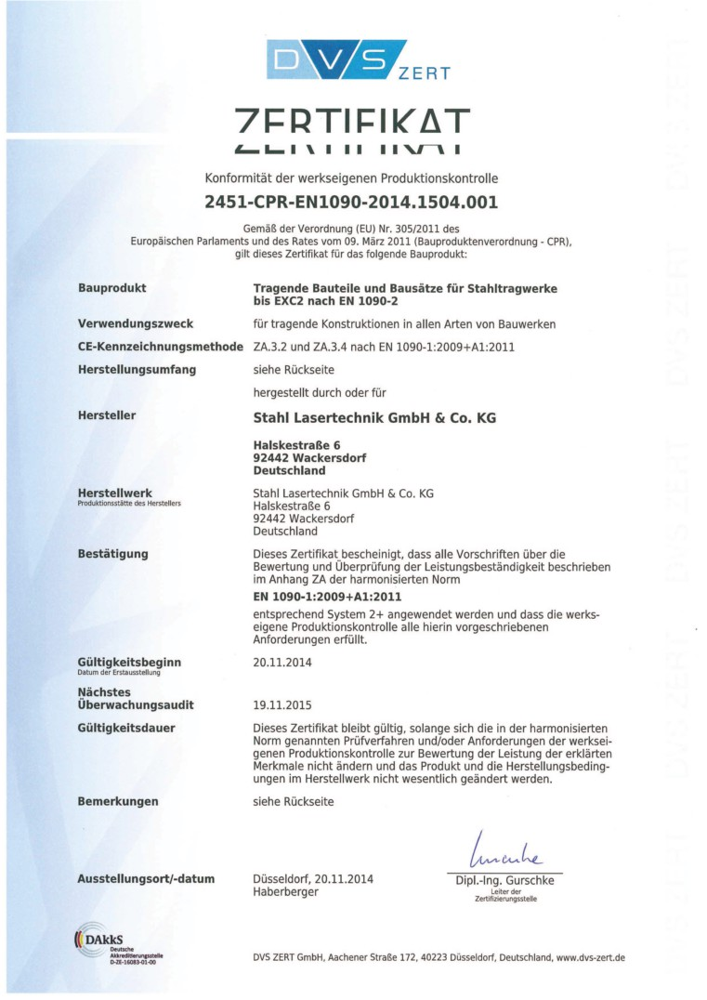 DVS ZERT
ZERTIFIKAT
Konformität der werkseigenen Produktionskontrolle
2451-CPR-EN1090-2014.1504.001
Gemäß der Verordnung (EU) Nr. 305/2011 des
Europäischen Parlaments und des Rates vom 09. März 2011 (Bauproduktenverordnung - CPR),
gilt dieses Zertifikat für das folgende Bauprodukt:
Bauprodukt Tragende Bauteile und Bausätze für Stahltragwerke
bis EXC2 nach EN 1090-2
Verwendungszweck für tragende Konstruktionen in allen Arten von Bauwerken
CE-Kennzeichnungsmethode ZA.3.2 und ZA.3.4 nach EN 1090-1:2009+A1:2011
Herstellungsumfang siehe Rückseite
hergestellt durch oder für
Hersteller Stahl Lasertechnik GmbH & Co. KG
Halskestraße 6
92442 Wackersdorf
Deutschland
Herstellwerk Stahl Lasertechnik GmbH & Co. KG
Produktionsstätte des Herstellers Halskestraße 6
92442 Wackersdorf
Deutschland
Bestätigung Dieses Zertifikat bescheinigt, dass alle Vorschriften über die
Bewertung und Überprüfung der Leistungsbeständigkeit beschrieben
im Anhang ZA der harmonisierten Norm
EN 1090-1:2009+A1:2011
entsprechend System 2+ angewendet werden und dass die werks-
eigene Produktionskontrolle alle hierin vorgeschriebenen
Anforderungen erfüllt.
Gültigkeitsbeginn 20.11.2014
Datum der Erstausstellung
Nächstes
Überwachungsaudit 19.11.2015
Gültigkeitsdauer Dieses Zertifikat bleibt gültig, solange sich die in der harmonisierten
Norm genannten Prüfverfahren und/oder Anforderungen der werksei-
genen Produktionskontrolle zur Bewertung der Leistung der erklärten
Merkmale nicht ändern und das Produkt und die Herstellungsbeding-
ungen im Herstellwerk nicht wesentlich geändert werden.
Bemerkungen siehe Rückseite
Ausstellungsort/-datum Düsseldorf, 20.11.2014
Haberberger
Dipl.-Ing. Gurschke
Leiter der
Zertifizierungsstelle
DAkkS
Deutsche
Akkreditierungsstelle
D-ZE-16083-01-00
DVS ZERT GmbH, Aachener Straße 172, 40223 Düsseldorf, Deutschland, www.dvs-zert.de